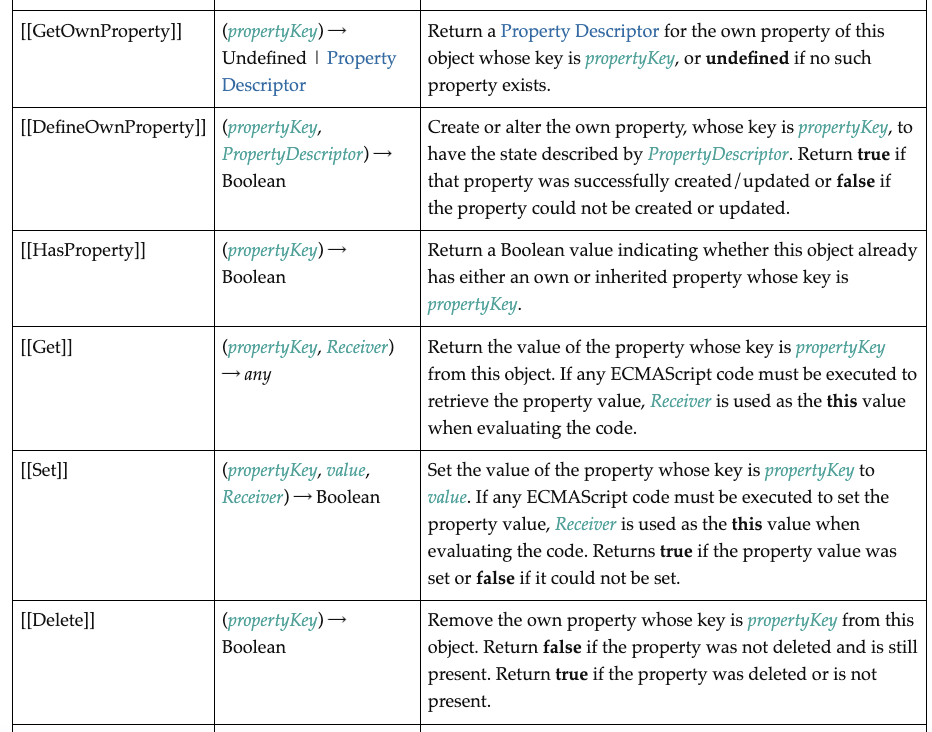 [[GetOwnProperty]]
(propertyKey) →
Undefined | Property
Descriptor
Return a Property Descriptor for the own property of this
object whose key is propertyKey, or undefined if no such
property exists.
[[DefineOwnProperty]]
(propertyKey,
PropertyDescriptor) →
Boolean
Create or alter the own property, whose key is propertyKey, to
have the state described by PropertyDescriptor. Return true if
that property was successfully created/updated or false if
the property could not be created or updated.
[[HasProperty]]
(propertyKey) →
Boolean
Return a Boolean value indicating whether this object already
has either an own or inherited property whose key is
propertyKey.
[[Get]]
(propertyKey, Receiver)
→ any
Return the value of the property whose key is propertyKey
from this object. If any ECMAScript code must be executed to
retrieve the property value, Receiver is used as the this value
when evaluating the code.
[[Set]]
(propertyKey, value,
Receiver) → Boolean
Set the value of the property whose key is propertyKey to
value. If any ECMAScript code must be executed to set the
property value, Receiver is used as the this value when
evaluating the code. Returns true if the property value was
set or false if it could not be set.
[[Delete]]
(propertyKey) →
Boolean
Remove the own property whose key is propertyKey from this
object. Return false if the property was not deleted and is still
present. Return true if the property was deleted or is not
present.